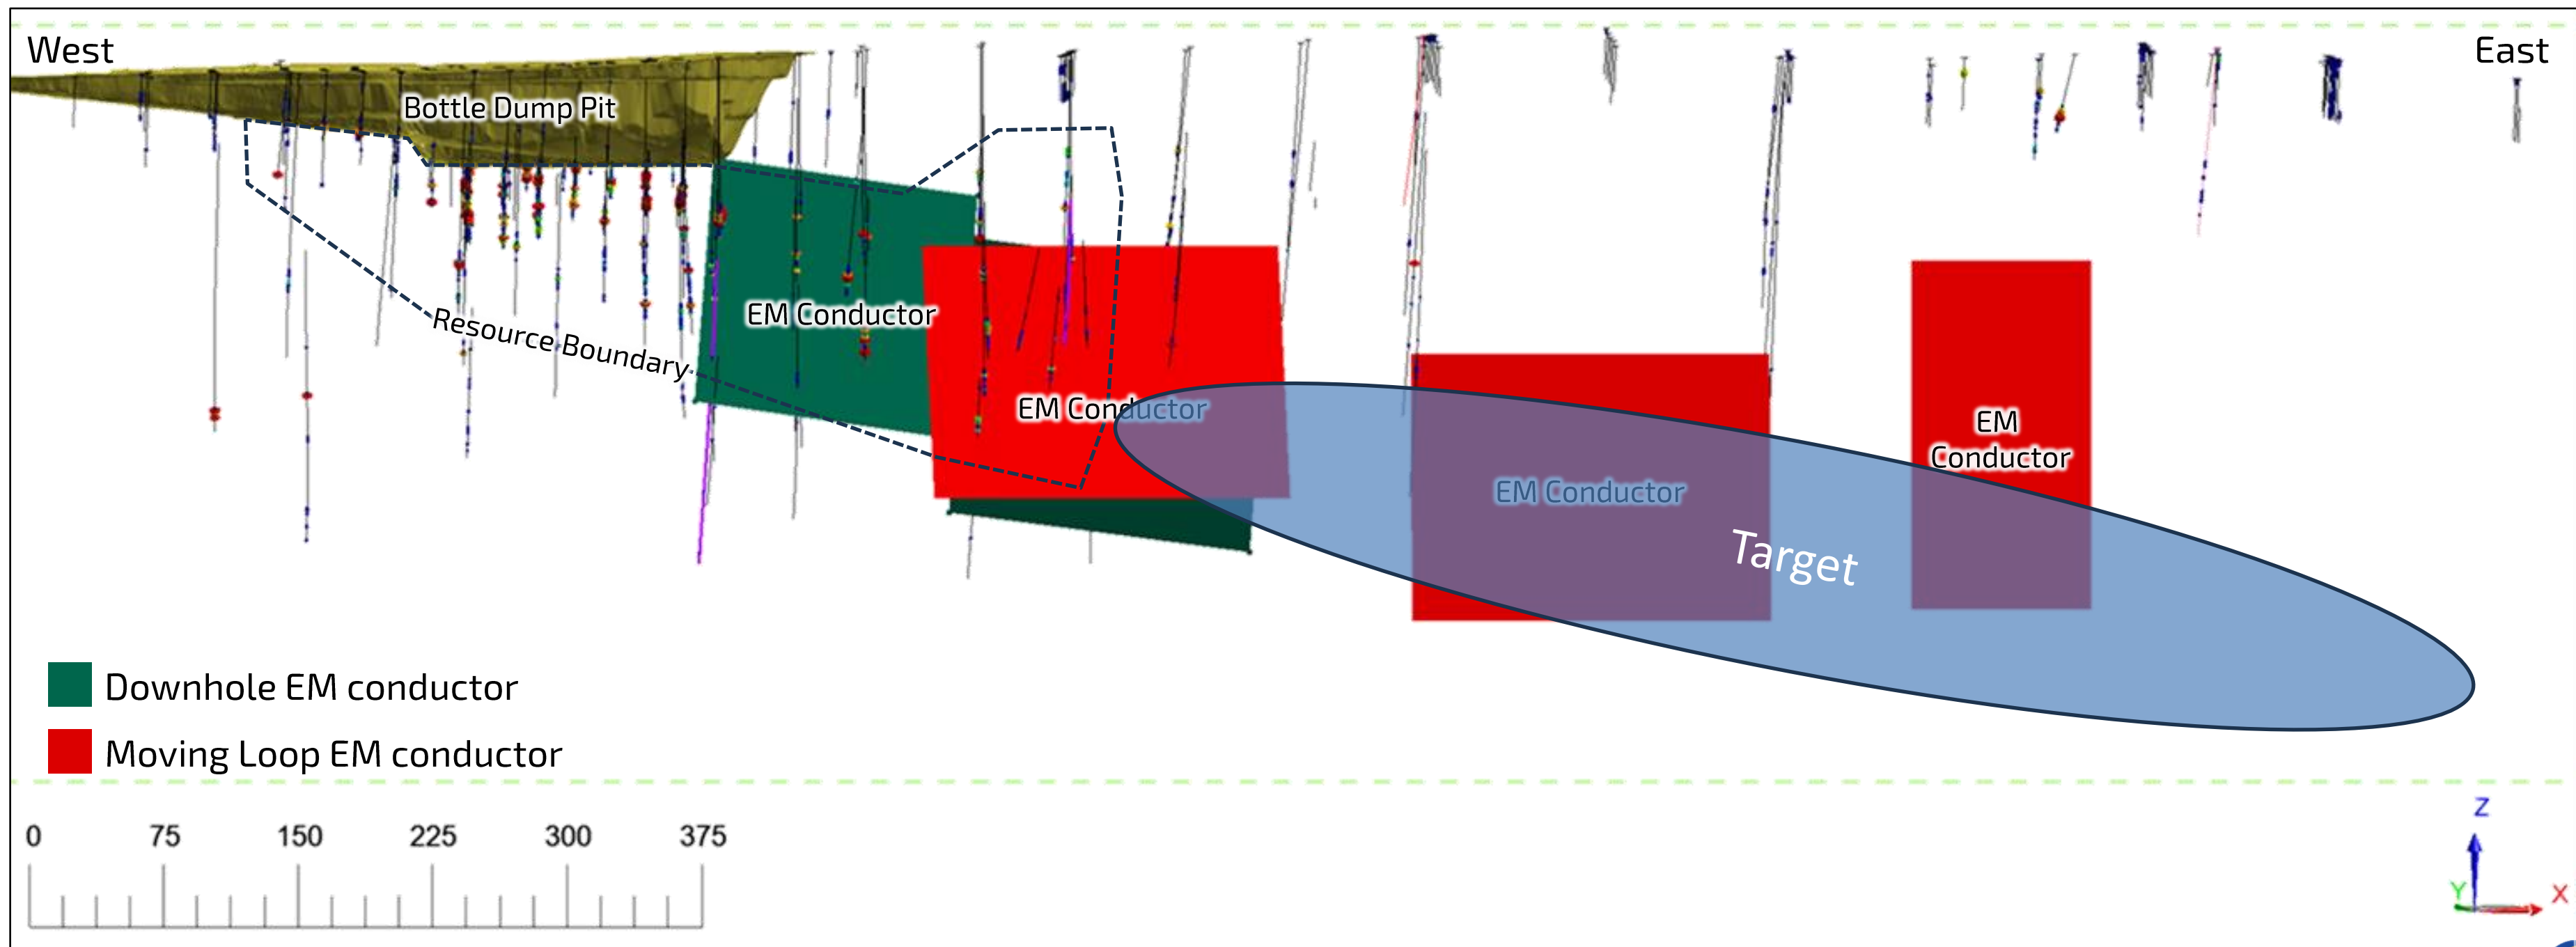 West
East
Bottle Dump Pit
EM Conductor
Resource Boundary
EM Conductor
EM
Conductor
EM Conductor
Target
Downhole EM conductor
Moving Loop EM conductor
0 75 150 225 300 375
Z
Y
X